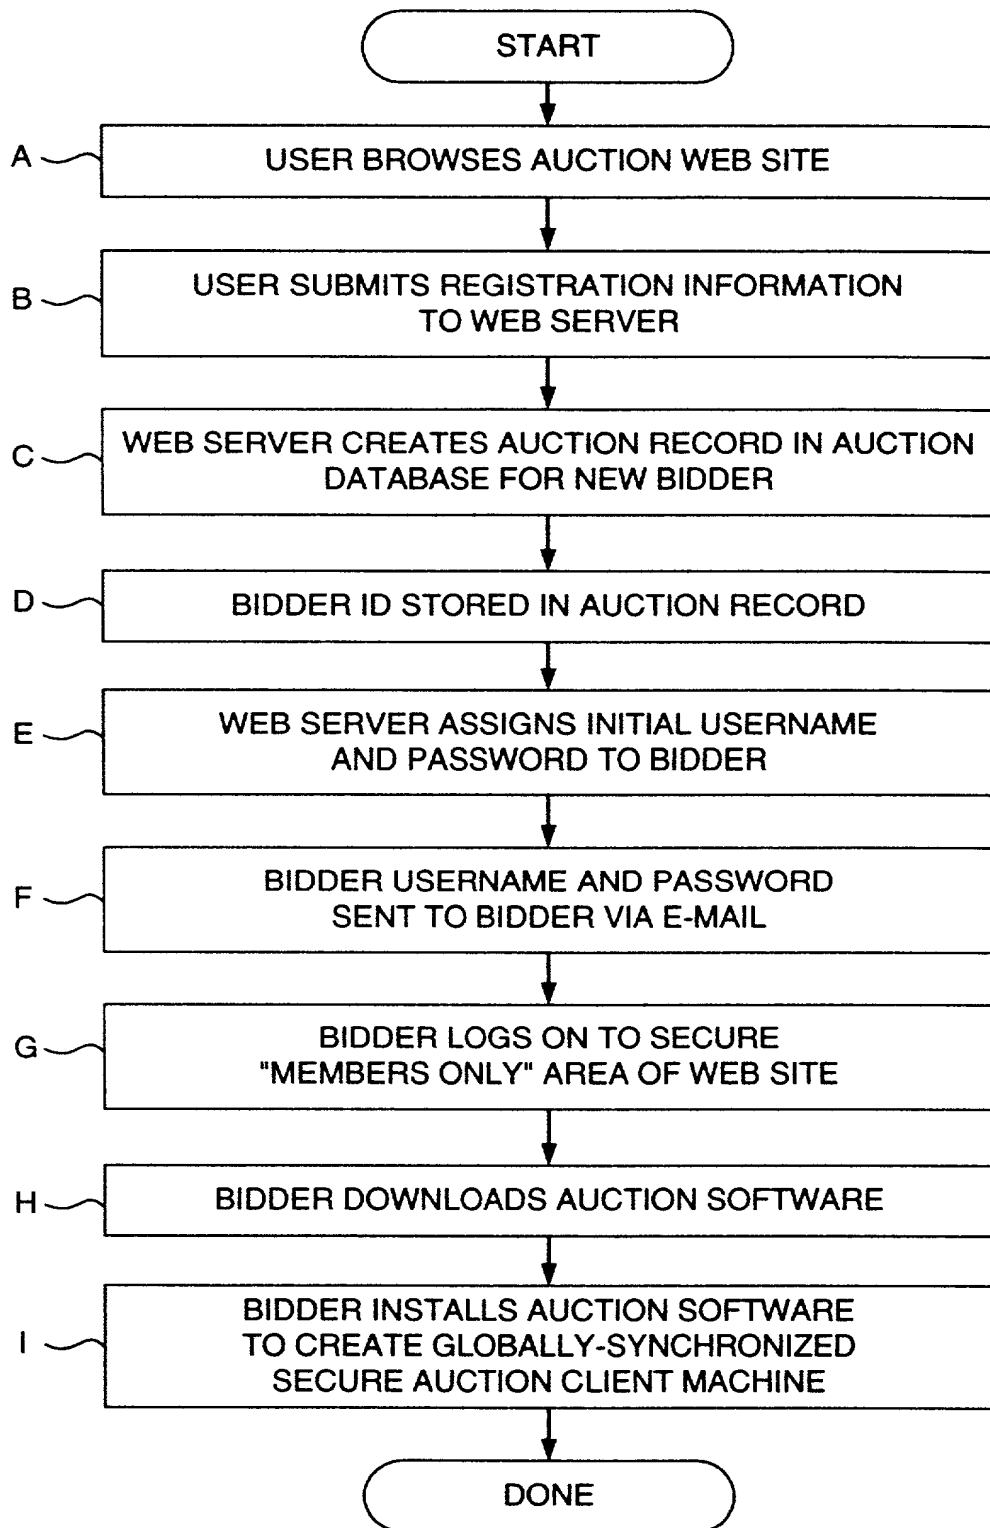 START
A
USER BROWSES AUCTION WEB SITE
B
USER SUBMITS REGISTRATION INFORMATION
TO WEB SERVER
C
WEB SERVER CREATES AUCTION RECORD IN AUCTION
DATABASE FOR NEW BIDDER
D
BIDDER ID STORED IN AUCTION RECORD
E
WEB SERVER ASSIGNS INITIAL USERNAME
AND PASSWORD TO BIDDER
F
BIDDER USERNAME AND PASSWORD
SENT TO BIDDER VIA E-MAIL
G
BIDDER LOGS ON TO SECURE
"MEMBERS ONLY" AREA OF WEB SITE
H
BIDDER DOWNLOADS AUCTION SOFTWARE
I
BIDDER INSTALLS AUCTION SOFTWARE
TO CREATE GLOBALLY-SYNCHRONIZED
SECURE AUCTION CLIENT MACHINE
DONE